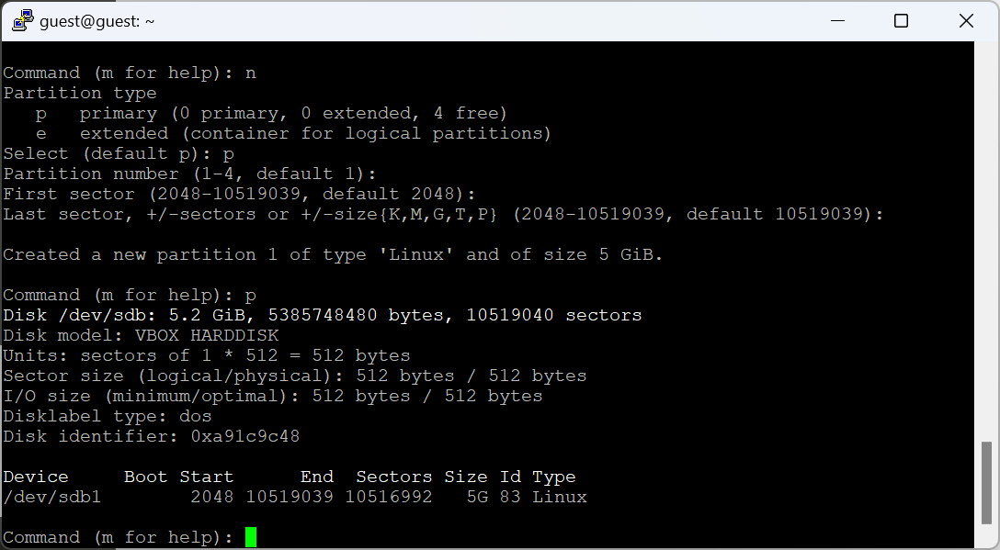 guest@guest: ~
Command (m for help): n
Partition type
   p   primary (0 primary, 0 extended, 4 free)
   e   extended (container for logical partitions)
Select (default p): p
Partition number (1-4, default 1):
First sector (2048-10519039, default 2048):
Last sector, +/-sectors or +/-size{K,M,G,T,P} (2048-10519039, default 10519039):
Created a new partition 1 of type 'Linux' and of size 5 GiB.
Command (m for help): p
Disk /dev/sdb: 5.2 GiB, 5385748480 bytes, 10519040 sectors
Disk model: VBOX HARDDISK
Units: sectors of 1 * 512 = 512 bytes
Sector size (logical/physical): 512 bytes / 512 bytes
I/O size (minimum/optimal): 512 bytes / 512 bytes
Disklabel type: dos
Disk identifier: 0xa91c9c48
Device     Boot Start      End  Sectors Size Id Type
/dev/sdb1        2048 10519039 10516992   5G 83 Linux
Command (m for help):